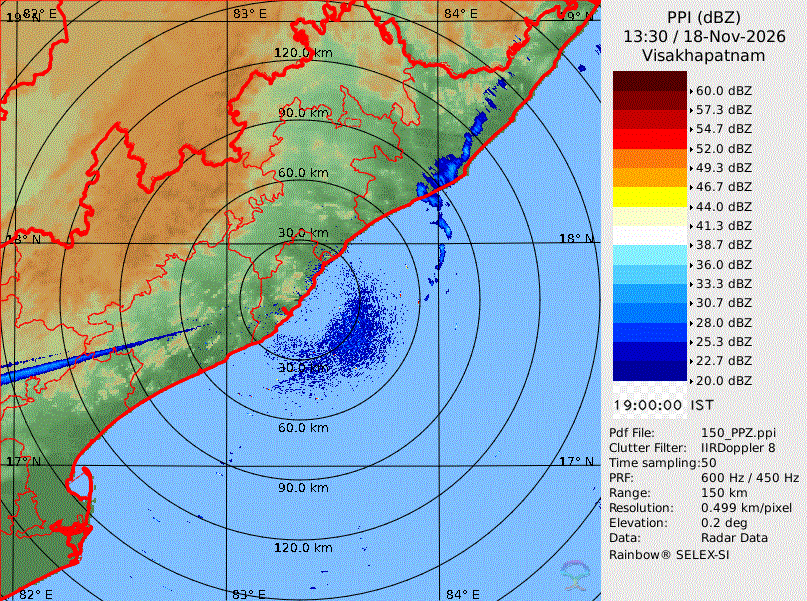 82° E
83° E
84° E
19° N
19° N
120.0 km
90.0 km
60.0 km
30.0 km
18° N
18° N
30.0 km
60.0 km
17° N
17° N
90.0 km
120.0 km
82° E
83° E
84° E
PPI (dBZ)
13:30 / 18-Nov-2026
Visakhapatnam
60.0 dBZ
57.3 dBZ
54.7 dBZ
52.0 dBZ
49.3 dBZ
46.7 dBZ
44.0 dBZ
41.3 dBZ
38.7 dBZ
36.0 dBZ
33.3 dBZ
30.7 dBZ
28.0 dBZ
25.3 dBZ
22.7 dBZ
20.0 dBZ
19:00:00 IST
Pdf File: 150_PPZ.ppi
Clutter Filter: IIRDoppler 8
Time sampling:50
PRF: 600 Hz / 450 Hz
Range: 150 km
Resolution: 0.499 km/pixel
Elevation: 0.2 deg
Data: Radar Data
Rainbow® SELEX-SI